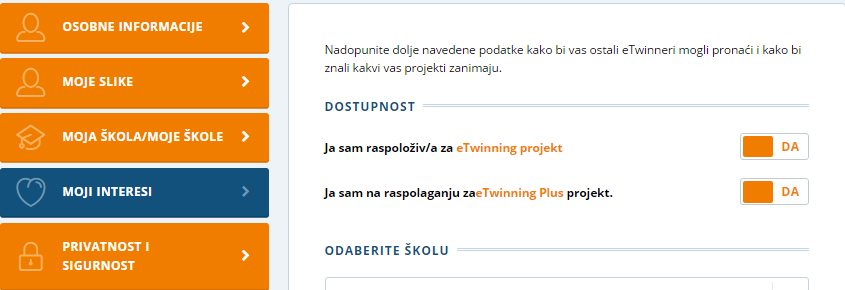 OSOBNE INFORMACIJE
MOJE SLIKE
MOJA ŠKOLA/MOJE ŠKOLE
MOJI INTERESI
PRIVATNOST I
SIGURNOST
Nadopunite dolje navedene podatke kako bi vas ostali eTwinneri mogli pronaći i kako bi
znali kakvi vas projekti zanimaju.
DOSTUPNOST
Ja sam raspoloživ/a za eTwinning projekt
DA
Ja sam na raspolaganju zaeTwinning Plus projekt.
DA
ODABERITE ŠKOLU